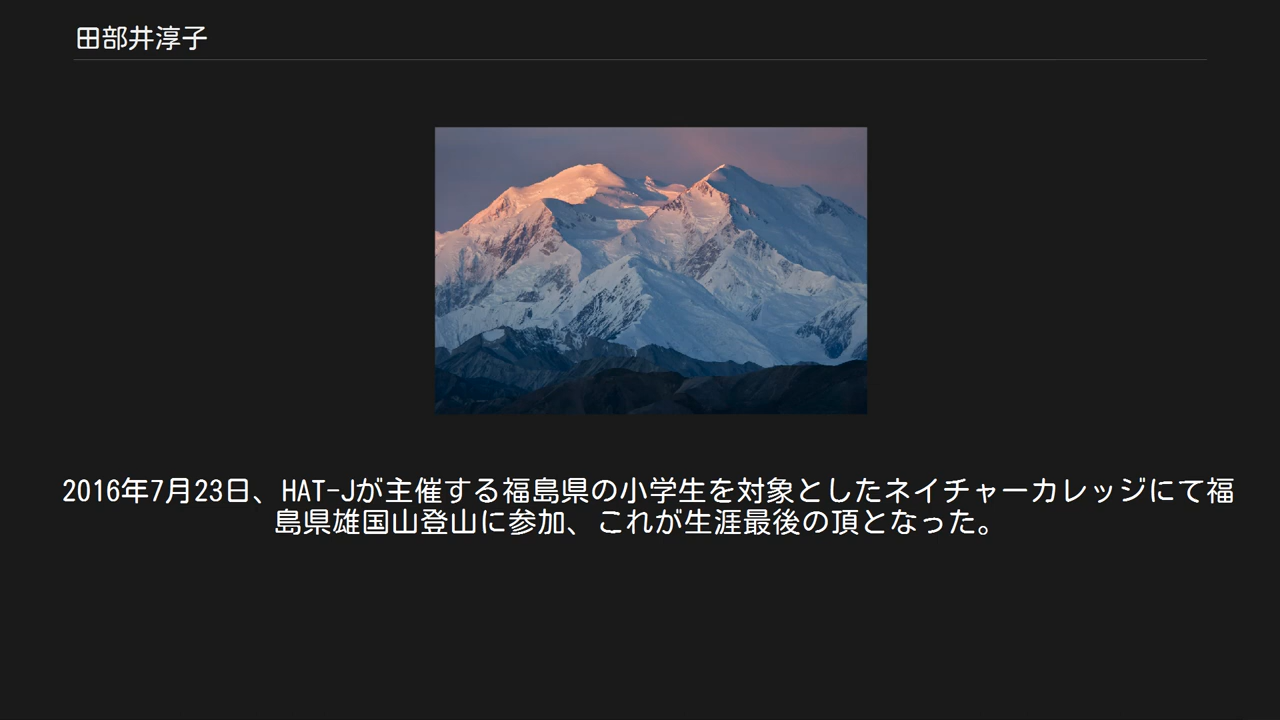 田部井淳子
2016年7月23日、HAT-Jが主催する福島県の小学生を対象としたネイチャーカレッジにて福
島県雄国山登山に参加、これが生涯最後の頂となった。